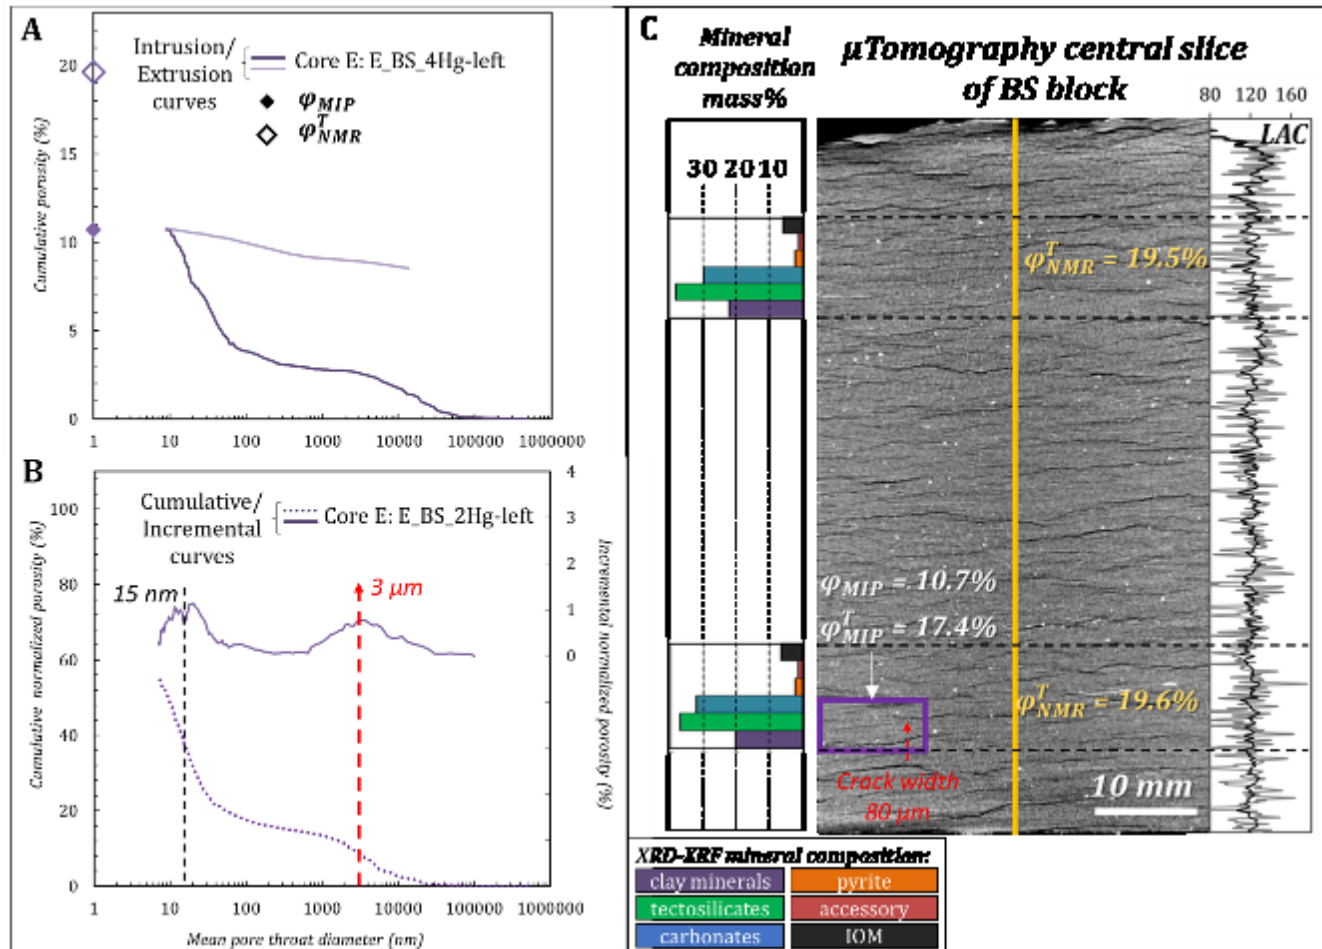 A
Intrusion/
Extrusion
curves
Core E: E_BS_4Hg-left
φMIP
φTNMR
Cumulative porosity (%)
20
15
10
5
0
1 10 100 1000 10000 100000 1000000
B
Cumulative/
Incremental
curves
Core E: E_BS_2Hg-left
15 nm
3 µm
Cumulative normalized porosity (%)
100
80
60
40
20
0
4
3
2
1
0
Incremental normalized porosity (%)
1 10 100 1000 10000 100000 1000000
Mean pore throat diameter (nm)
C
Mineral
composition
mass%
µTomography central slice
of BS block
80 120 160
LAC
30 20 10
φTNMR = 19.5%
φMIP = 10.7%
φTMIP = 17.4%
φTNMR = 19.6%
Crack width
80 µm
10 mm
XRD-XRF mineral composition:
clay minerals pyrite
tectosilicates accessory
carbonates IOM